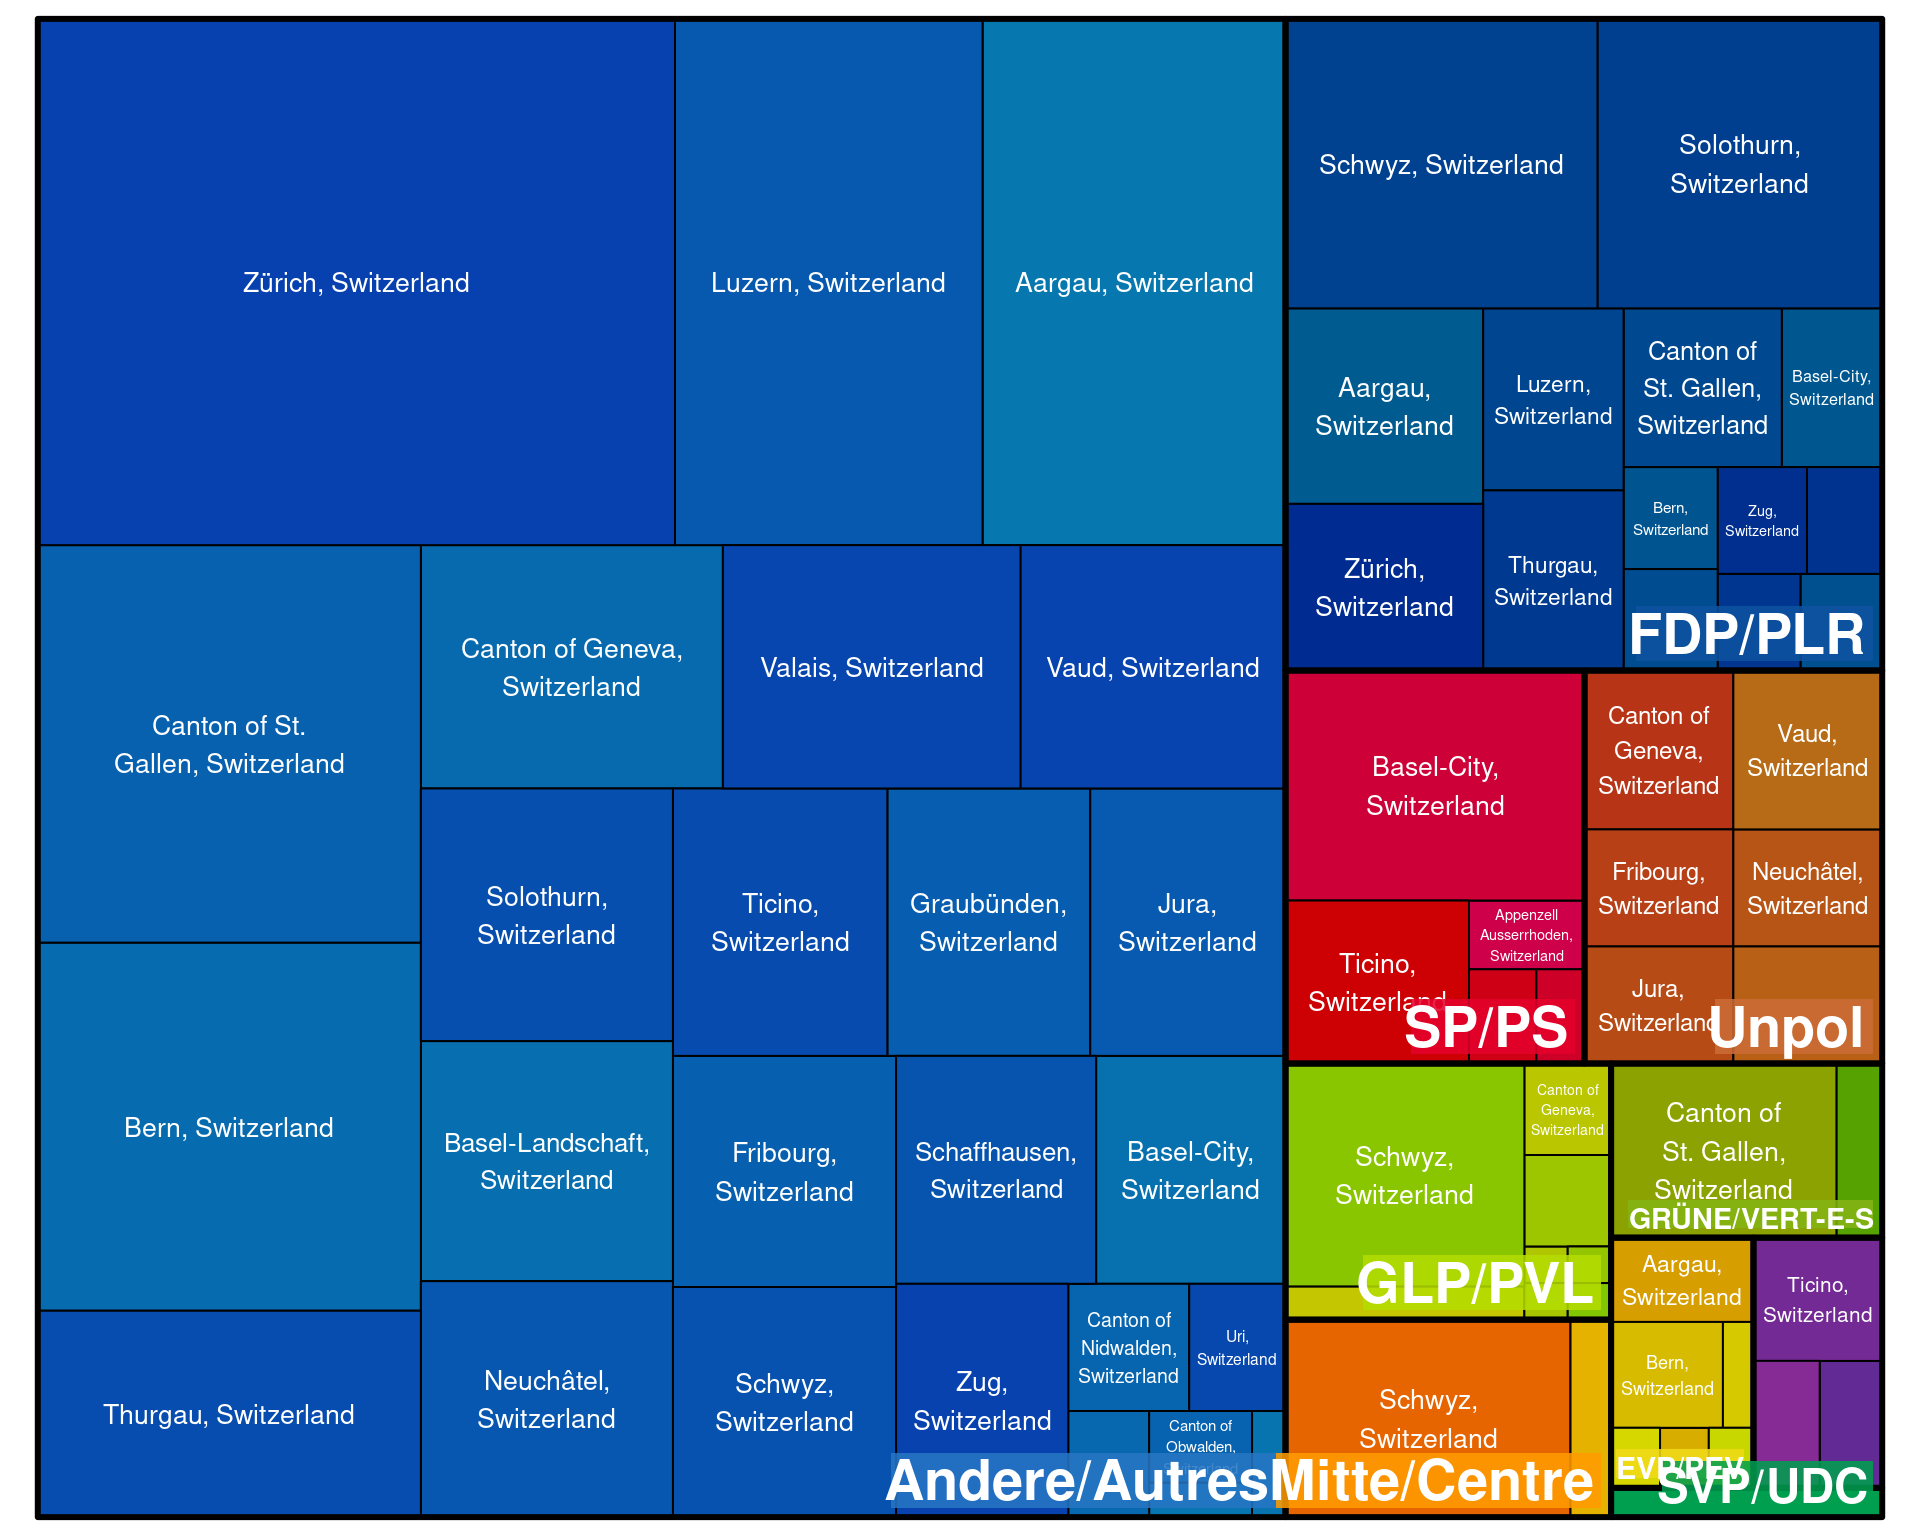 Zürich, Switzerland
Luzern, Switzerland
Aargau, Switzerland
Canton of St.
Gallen, Switzerland
Canton of Geneva,
Switzerland
Valais, Switzerland
Vaud, Switzerland
Bern, Switzerland
Solothurn,
Switzerland
Ticino,
Switzerland
Graubünden,
Switzerland
Jura,
Switzerland
Basel-Landschaft,
Switzerland
Fribourg,
Switzerland
Schaffhausen,
Switzerland
Basel-City,
Switzerland
Thurgau, Switzerland
Neuchâtel,
Switzerland
Schwyz,
Switzerland
Zug,
Switzerland
Canton of
Nidwalden,
Switzerland
Uri,
Switzerland
Canton of
Obwalden,
Switzerland
Andere/Autres
Schwyz, Switzerland
Solothurn,
Switzerland
Aargau,
Switzerland
Luzern,
Switzerland
Canton of
St. Gallen,
Switzerland
Basel-City,
Switzerland
Zürich,
Switzerland
Thurgau,
Switzerland
Bern,
Switzerland
Zug,
Switzerland
FDP/PLR
Basel-City,
Switzerland
Ticino,
Switzerland
Appenzell
Ausserrhoden,
Switzerland
SP/PS
Canton of
Geneva,
Switzerland
Vaud,
Switzerland
Fribourg,
Switzerland
Neuchâtel,
Switzerland
Jura,
Switzerland
Unpol
Schwyz,
Switzerland
Canton of
Geneva,
Switzerland
GLP/PVL
Canton of
St. Gallen,
Switzerland
GRÜNE/VERT-E-S
Schwyz,
Switzerland
Mitte/Centre
Aargau,
Switzerland
Bern,
Switzerland
EVP/PEV
Ticino,
Switzerland
SVP/UDC